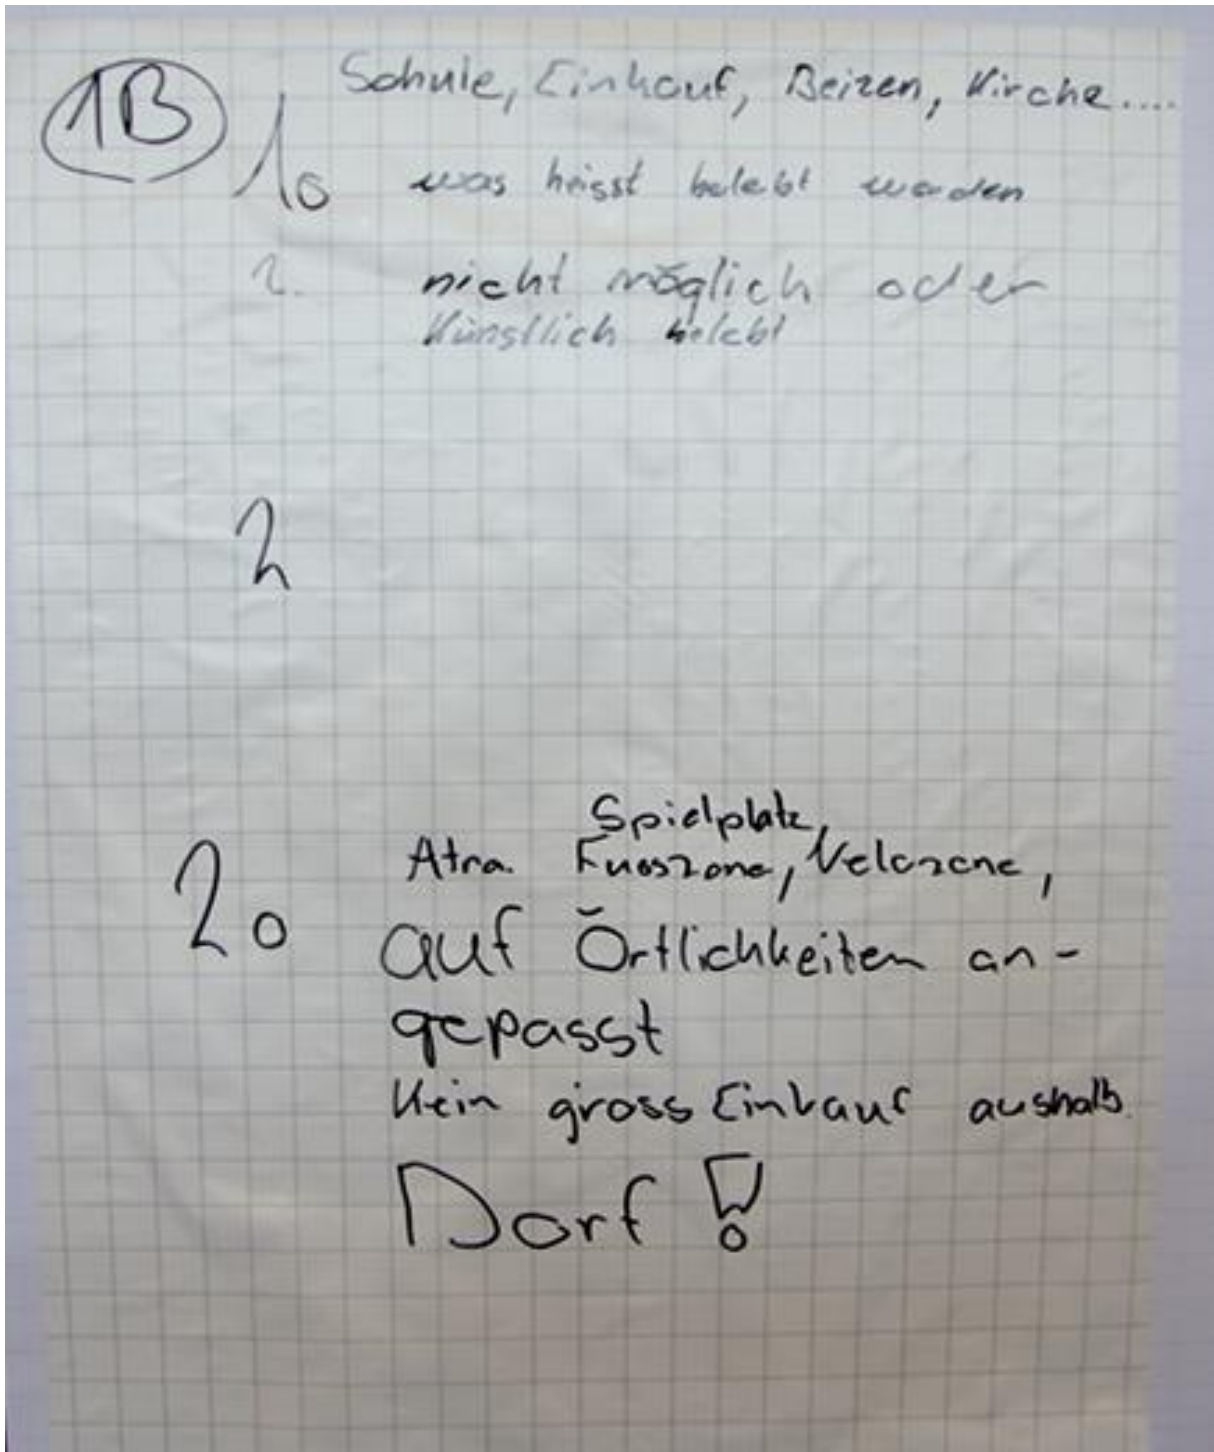 1B
Schule, Einkauf, Beizen, Kirche....
1o was heisst belebt werden
2. nicht möglich oder
künstlich belebt
2
Spielplatz,
2o Atra. Fusszone, Velozone,
auf Örtlichkeiten an-
gepasst
Kein gross Einkauf aushalb
Dorf!